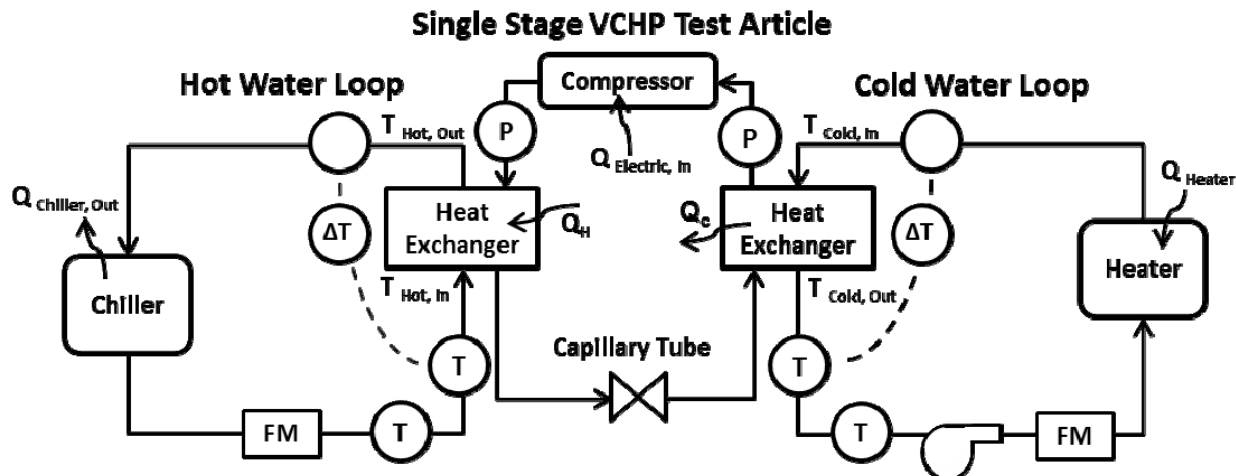 Single Stage VCHP Test Article
Hot Water Loop
Compressor
Cold Water Loop
P
P
T Hot, Out
Q Electric, In
T Cold, In
Q Chiller, Out
Q Heater
ΔT
Heat
Exchanger
Q H
Q C
Heat
Exchanger
ΔT
Chiller
Heater
T Hot, In
T Cold, Out
Capillary Tube
T
T
FM
T
T
FM